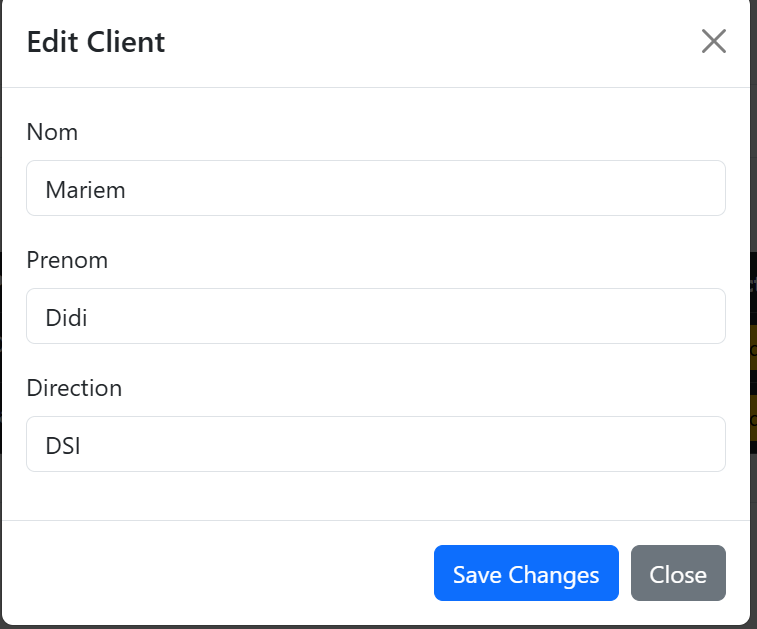 Edit Client
Nom
Mariem
Prenom
Didi
Direction
DSI
Save Changes
Close